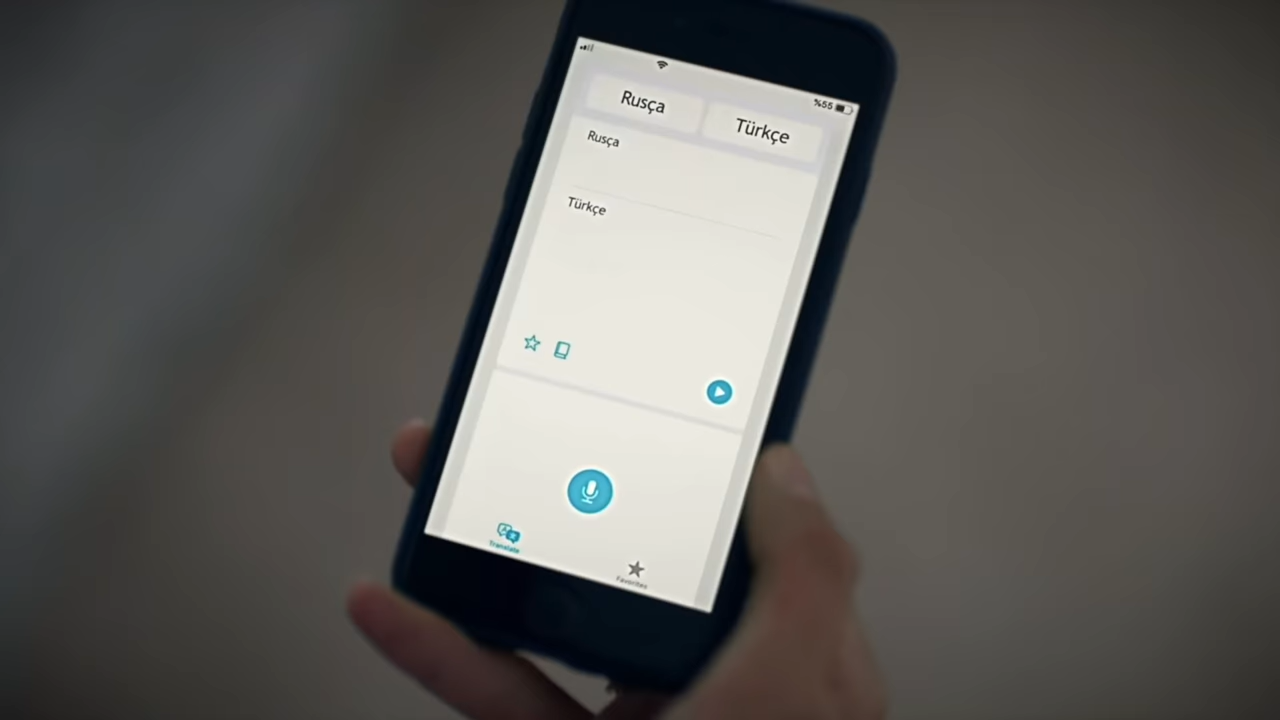 %55
Rusça Türkçe
Rusça
Türkçe
Translate
Favorites